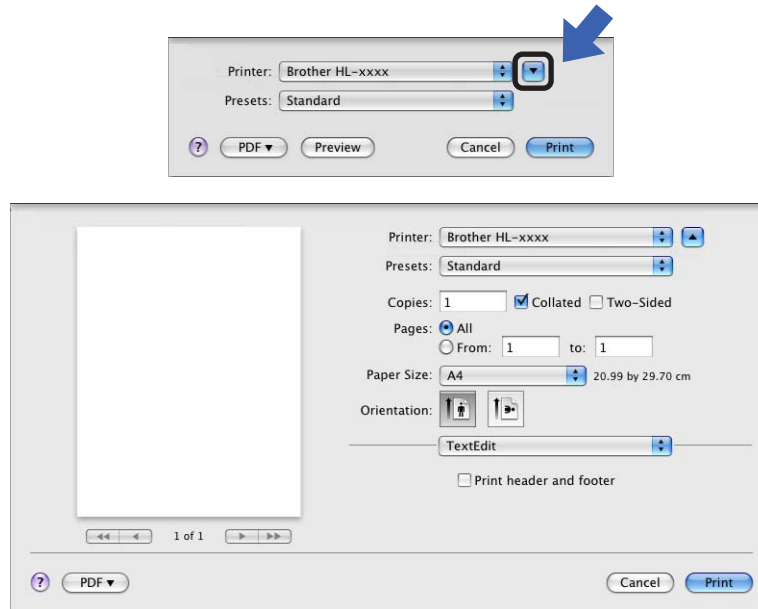 Printer: Brother HL-xxxx
Presets: Standard
? PDF ▼ Preview Cancel Print
Printer: Brother HL-xxxx
Presets: Standard
Copies: 1 Collated Two-Sided
Pages: All
From: 1 to: 1
Paper Size: A4 20.99 by 29.70 cm
Orientation:
TextEdit
Print header and footer
1 of 1
? PDF ▼ Cancel Print